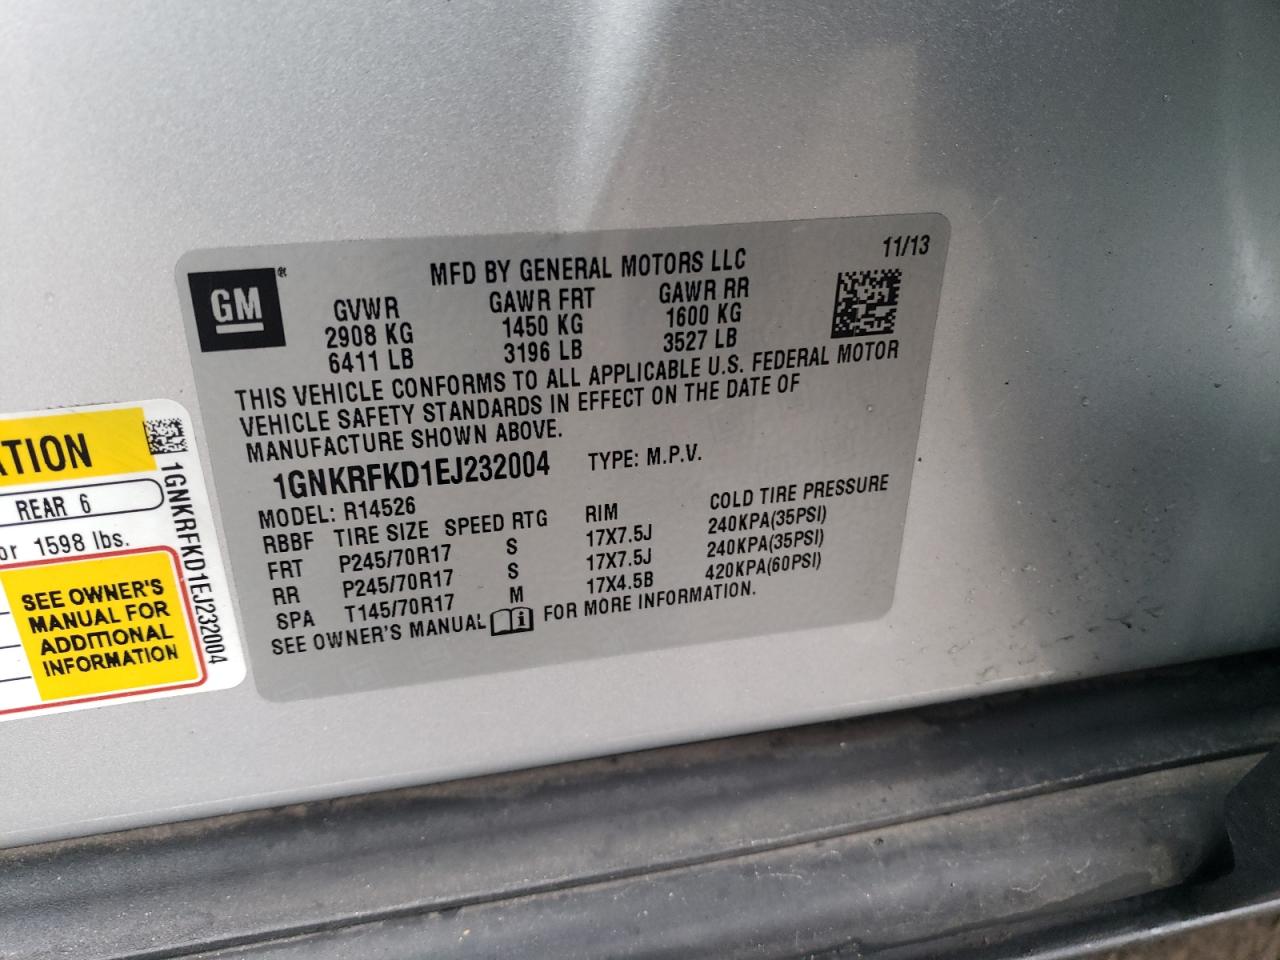 11/13
MFD BY GENERAL MOTORS LLC
GM®
GVWR GAWR FRT GAWR RR
2908 KG 1450 KG 1600 KG
6411 LB 3196 LB 3527 LB
THIS VEHICLE CONFORMS TO ALL APPLICABLE U.S. FEDERAL MOTOR
VEHICLE SAFETY STANDARDS IN EFFECT ON THE DATE OF
MANUFACTURE SHOWN ABOVE.
1GNKRFKD1EJ232004 TYPE: M.P.V.
MODEL: R14526
RBBF TIRE SIZE SPEED RTG RIM COLD TIRE PRESSURE
FRT P245/70R17 S 17X7.5J 240KPA(35PSI)
RR P245/70R17 S 17X7.5J 240KPA(35PSI)
SPA T145/70R17 M 17X4.5B 420KPA(60PSI)
SEE OWNER'S MANUAL FOR MORE INFORMATION.
ATION
REAR 6
or 1598 lbs.
SEE OWNER'S
MANUAL FOR
ADDITIONAL
INFORMATION
1GNKRFKD1EJ232004